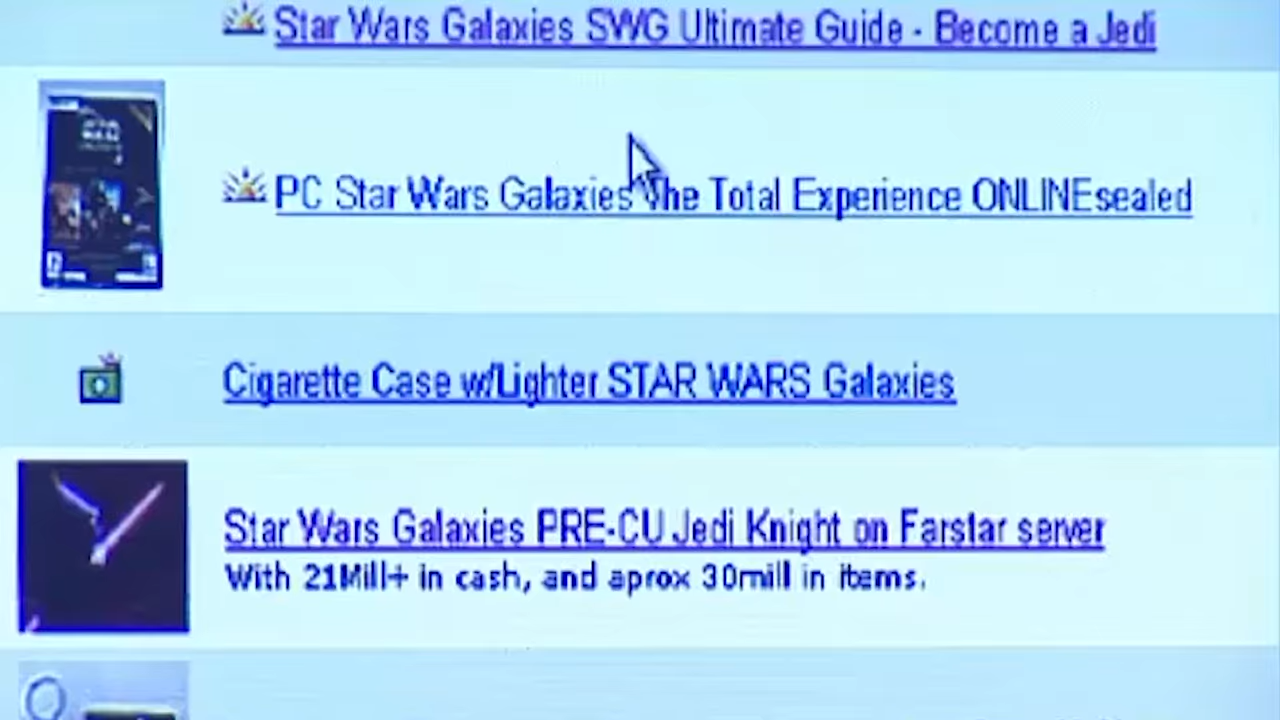 Star Wars Galaxies SWG Ultimate Guide - Become a Jedi
PC Star Wars Galaxies The Total Experience ONLINEsealed
Cigarette Case w/Lighter STAR WARS Galaxies
Star Wars Galaxies PRE-CU Jedi Knight on Farstar server
With 21Mill+ in cash, and aprox 30mill in items.